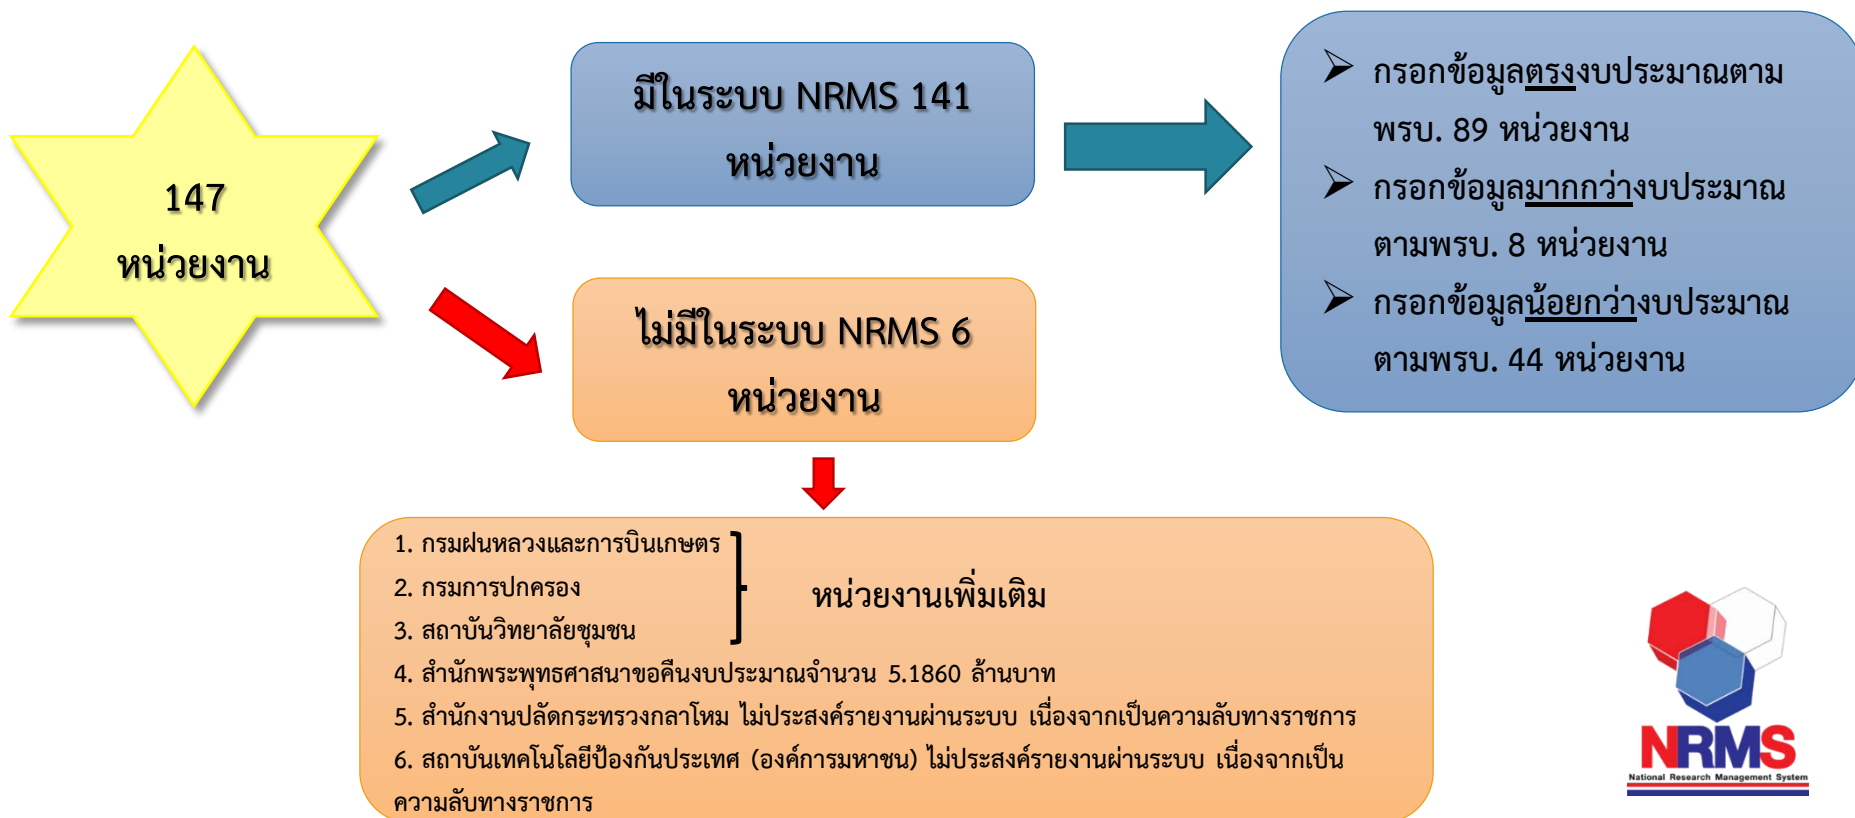 147
หน่วยงาน
มีในระบบ NRMS 141
หน่วยงาน
ไม่มีในระบบ NRMS 6
หน่วยงาน
➢ กรอกข้อมูลตรงงบประมาณตาม
พรบ. 89 หน่วยงาน
➢ กรอกข้อมูลมากกว่างบประมาณ
ตามพรบ. 8 หน่วยงาน
➢ กรอกข้อมูลน้อยกว่างบประมาณ
ตามพรบ. 44 หน่วยงาน
1. กรมฝนหลวงและการบินเกษตร
2. กรมการปกครอง
3. สถาบันวิทยาลัยชุมชน
หน่วยงานเพิ่มเติม
4. สำนักพระพุทธศาสนาขอคืนงบประมาณจำนวน 5.1860 ล้านบาท
5. สำนักงานปลัดกระทรวงกลาโหม ไม่ประสงค์รายงานผ่านระบบ เนื่องจากเป็นความลับทางราชการ
6. สถาบันเทคโนโลยีป้องกันประเทศ (องค์การมหาชน) ไม่ประสงค์รายงานผ่านระบบ เนื่องจากเป็น
ความลับทางราชการ
NRMS
National Research Management System